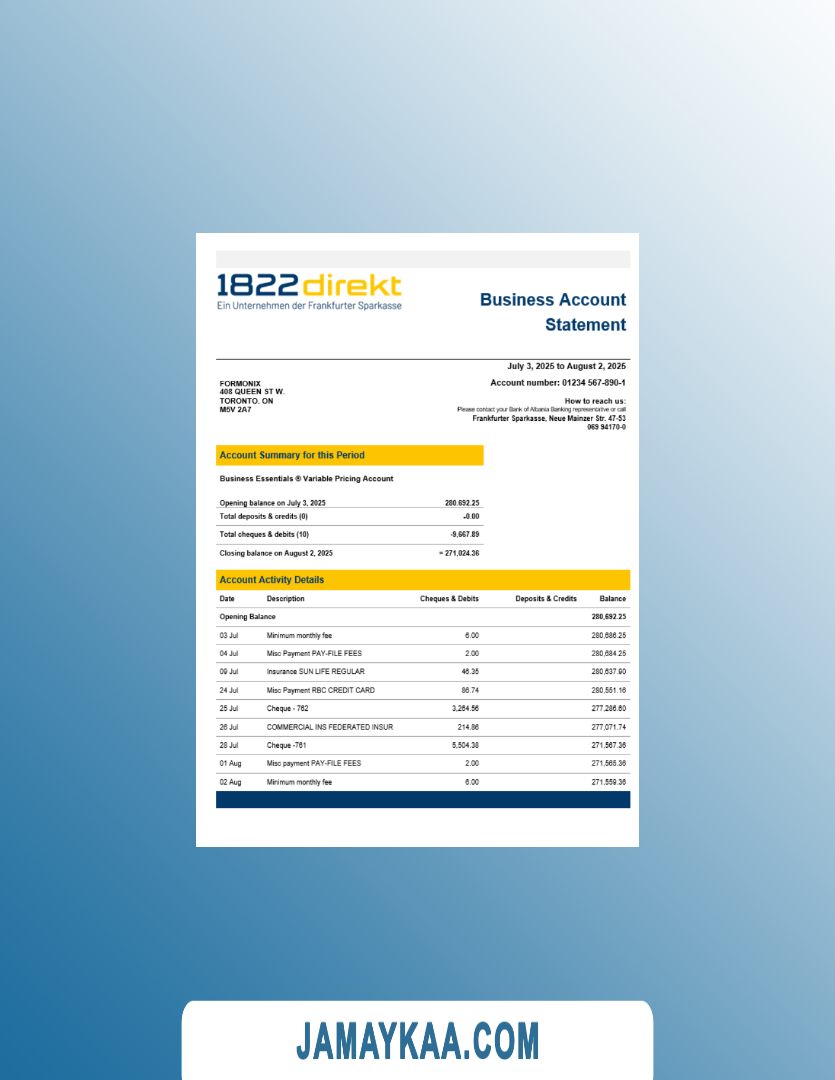 1822direkt
Ein Unternehmen der Frankfurter Sparkasse
Business Account
Statement
July 3, 2025 to August 2, 2025
Account number: 01234 567-890-1
FORMONIX
408 QUEEN ST W.
TORONTO. ON
M5V 2A7
How to reach us:
Please contact your Bank of Albania Banking representative or call
Frankfurter Sparkasse, Neue Mainzer Str. 47-53
069 94170-0
Account Summary for this Period
Business Essentials ® Variable Pricing Account
Opening balance on July 3, 2025 280.692.25
Total deposits & credits (0) -0.00
Total cheques & debits (10) -9,667.89
Closing balance on August 2, 2025 = 271,024.36
Account Activity Details
Date Description Cheques & Debits Deposits & Credits Balance
Opening Balance 280,692.25
03 Jul Minimum monthly fee 6.00 280,686.25
04 Jul Misc Payment PAY-FILE FEES 2.00 280,684.25
09 Jul Insurance SUN LIFE REGULAR 46.35 280,637.90
24 Jul Misc Payment RBC CREDIT CARD 86.74 280,551.16
25 Jul Cheque - 762 3,264.56 277,286.60
26 Jul COMMERCIAL INS FEDERATED INSUR 214.86 277,071.74
28 Jul Cheque -761 5,504.38 271,567.36
01 Aug Misc payment PAY-FILE FEES 2.00 271,565.36
02 Aug Minimum monthly fee 6.00 271,559.36
JAMAYKAA.COM